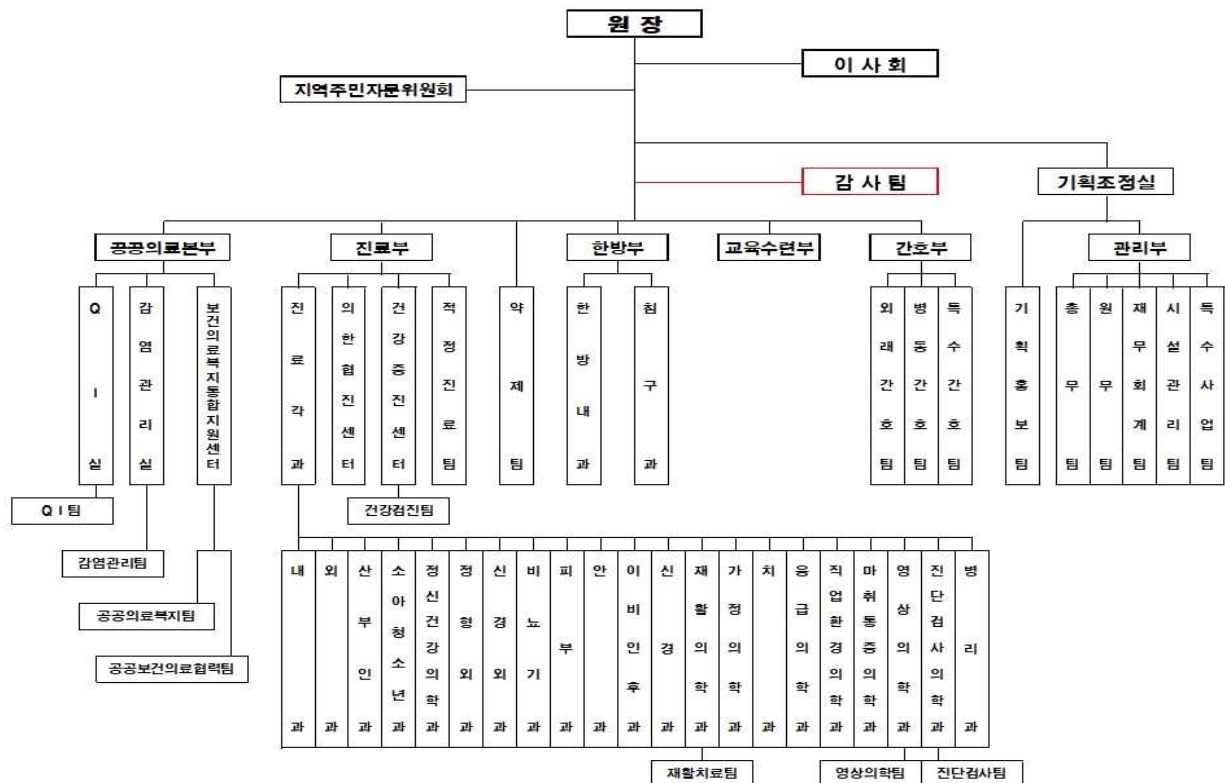 원 장
이 사 회
지역주민자문위원회
감 사 팀
기획조정실
공공의료본부
진료부
한방부
교육수련부
간호부
관리부
Q I 실
감염관리실
보건의료복지통합지원센터
진료각과
의한협진센터
건강증진센터
적정진료팀
약제팀
한방내과
침구과
외래간호팀
병동간호팀
특수간호팀
기획홍보팀
총무팀
원무팀
재무회계팀
시설관리팀
특수사업팀
Q I 팀
건강검진팀
감염관리팀
공공의료복지팀
공공보건의료협력팀
내과
외과
산부인과
소아청소년과
정신건강의학과
정형외과
신경외과
비뇨기과
피부과
안과
이비인후과
신경과
재활의학과
가정의학과
치과
응급의학과
직업환경의학과
마취통증의학과
영상의학과
진단검사의학과
병리과
재활치료팀
영상의학팀
진단검사팀